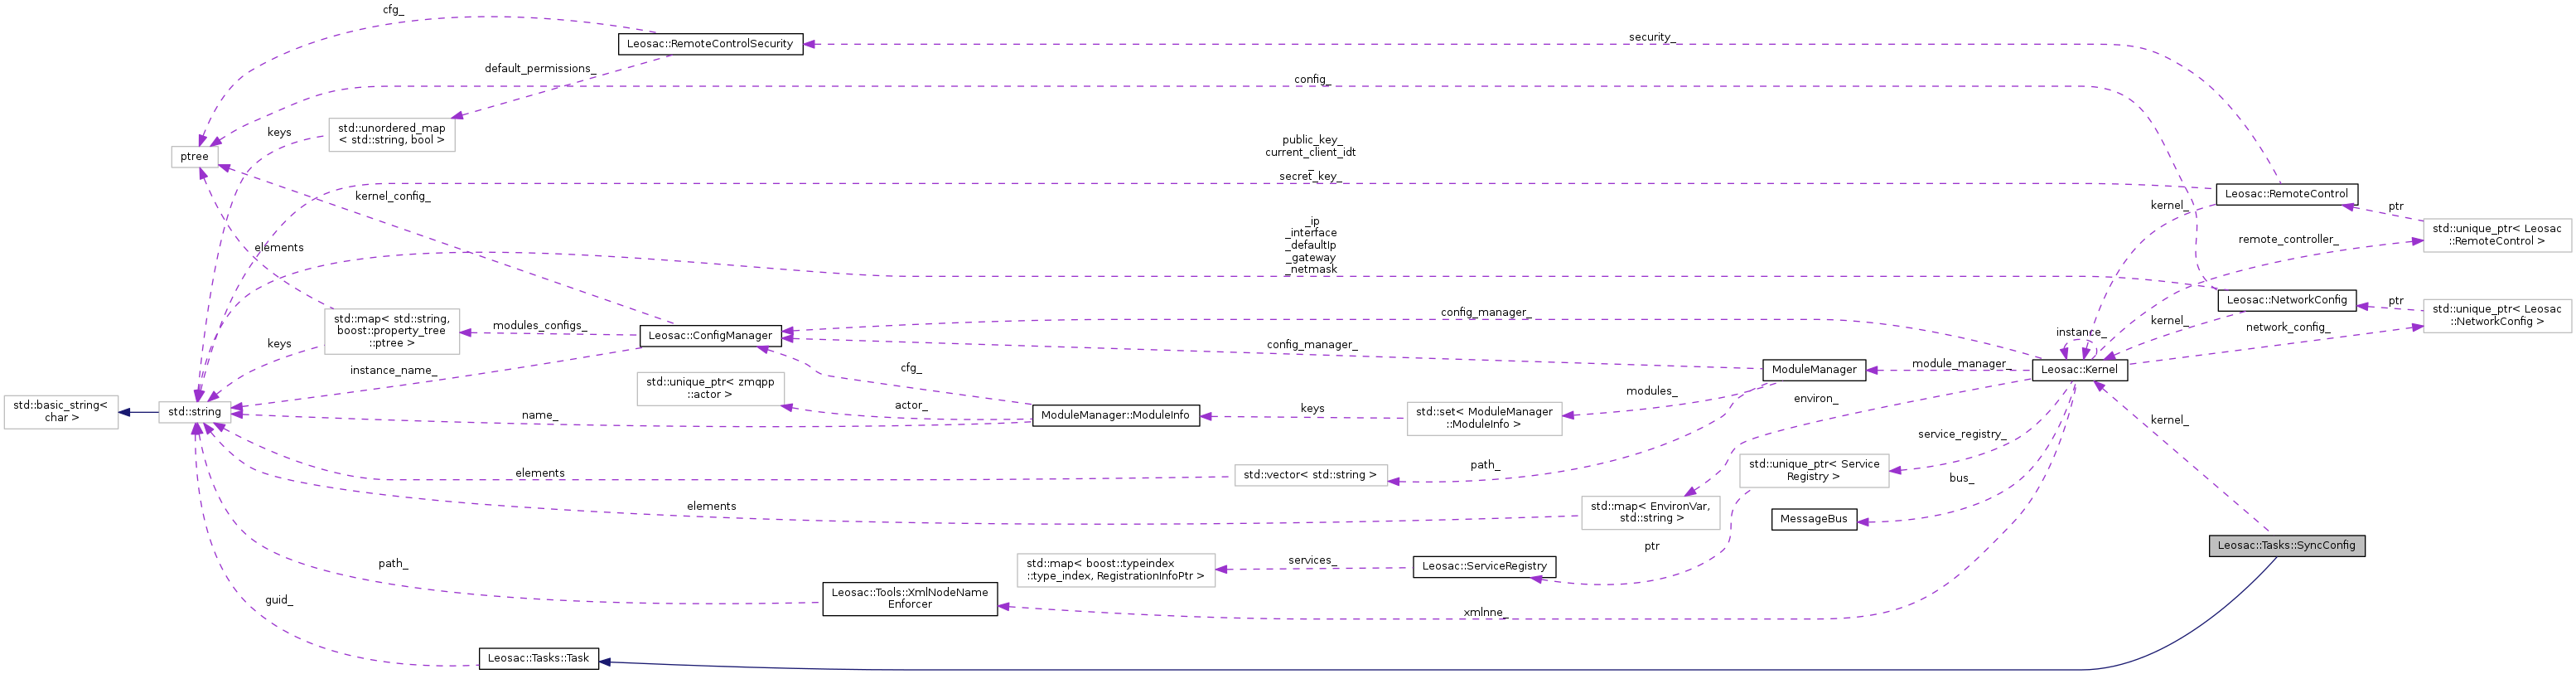 cfg_
Leosac::RemoteControlSecurity
security_
default_permissions_
config_
keys
std::unordered_map
< std::string, bool >
ptree
public_key_
current_client_idt
_
secret_key_
kernel_config_
Leosac::RemoteControl
kernel_
ptr
std::unique_ptr< Leosac
::RemoteControl >
elements
_ip
_interface
_defaultIp
_gateway
_netmask
remote_controller_
Leosac::NetworkConfig
ptr
std::unique_ptr< Leosac
::NetworkConfig >
std::map< std::string,
boost::property_tree
::ptree >
modules_configs_
Leosac::ConfigManager
config_manager_
config_manager_
kernel_
instance_
network_config_
keys
instance_name_
cfg_
ModuleManager
module_manager_
Leosac::Kernel
std::unique_ptr< zmqpp
::actor >
actor_
name_
ModuleManager::ModuleInfo
keys
std::set< ModuleManager
::ModuleInfo >
modules_
environ_
std::basic_string<
char >
std::string
kernel_
service_registry_
elements
std::vector< std::string >
path_
std::unique_ptr< Service
Registry >
bus_
elements
std::map< EnvironVar,
std::string >
MessageBus
Leosac::Tasks::SyncConfig
ptr
path_
std::map< boost::typeindex
::type_index, RegistrationInfoPtr >
services_
Leosac::ServiceRegistry
guid_
Leosac::Tools::XmlNodeName
Enforcer
xmlnne_
Leosac::Tasks::Task